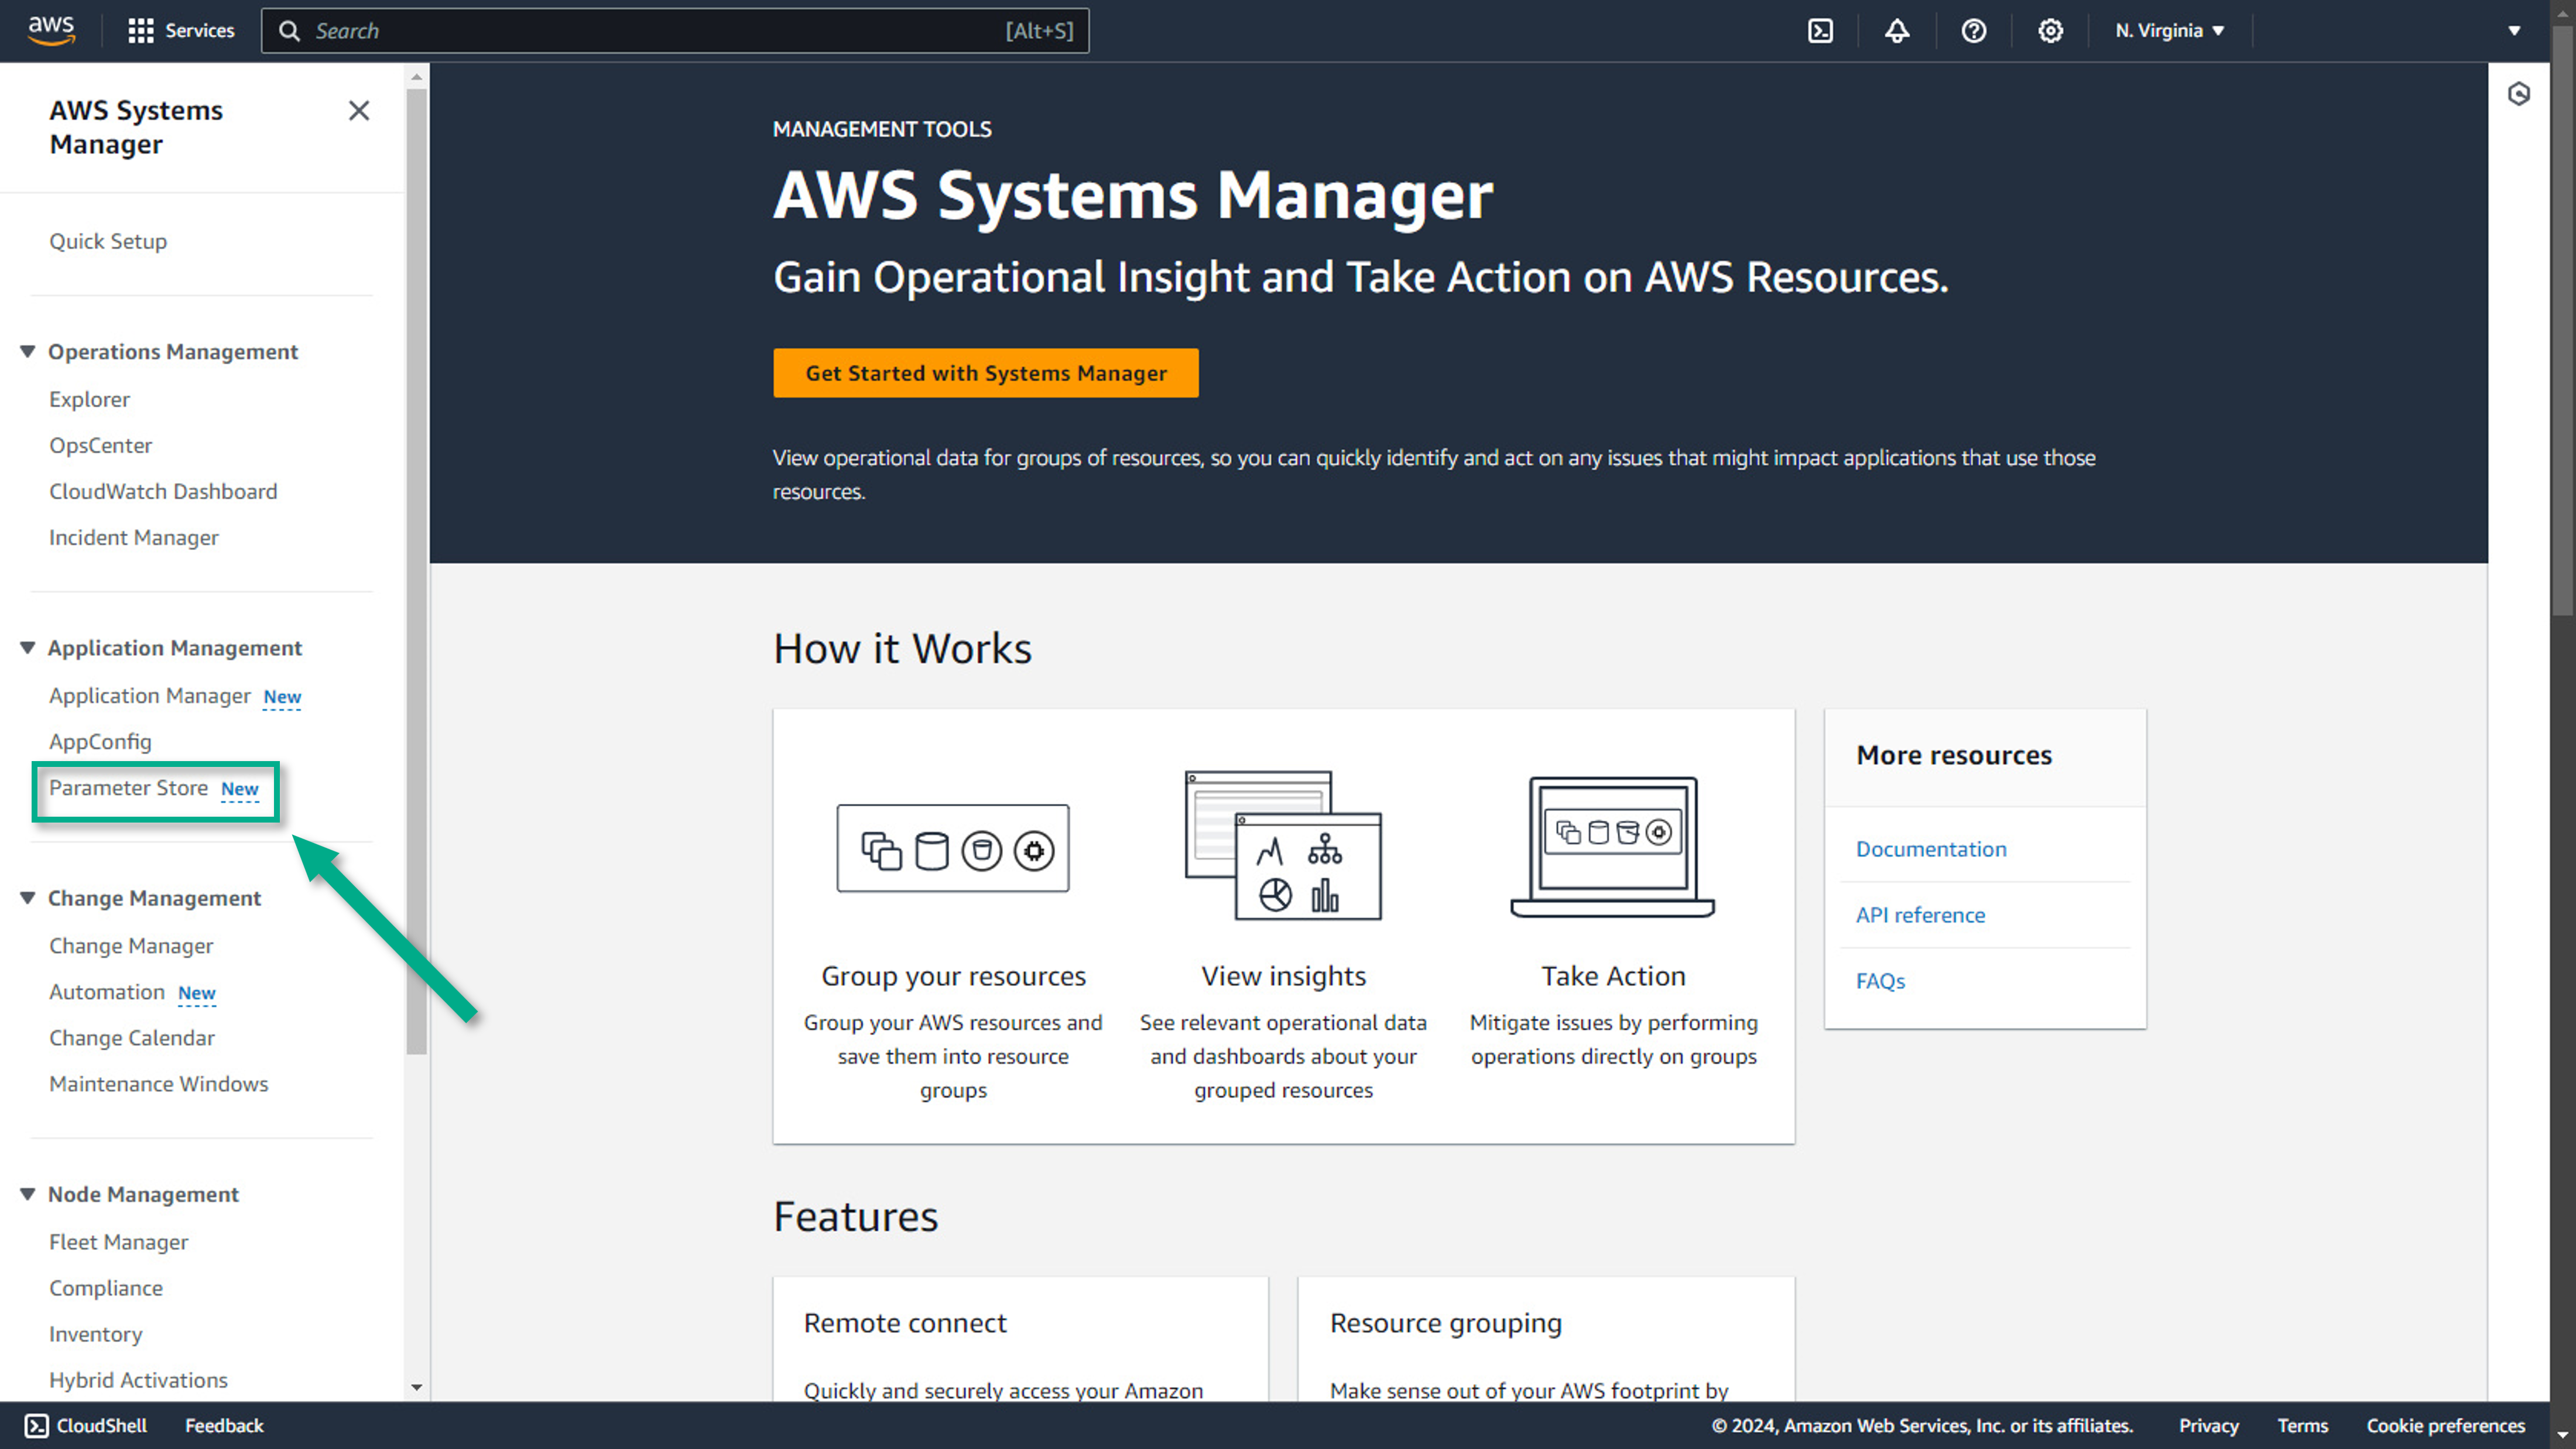 aws
Services
Search
[Alt+S]
N. Virginia
AWS Systems
Manager
Quick Setup
Operations Management
Explorer
OpsCenter
CloudWatch Dashboard
Incident Manager
Application Management
Application Manager New
AppConfig
Parameter Store New
Change Management
Change Manager
Automation New
Change Calendar
Maintenance Windows
Node Management
Fleet Manager
Compliance
Inventory
Hybrid Activations
MANAGEMENT TOOLS
AWS Systems Manager
Gain Operational Insight and Take Action on AWS Resources.
Get Started with Systems Manager
View operational data for groups of resources, so you can quickly identify and act on any issues that might impact applications that use those
resources.
How it Works
Group your resources
Group your AWS resources and
save them into resource
groups
View insights
See relevant operational data
and dashboards about your
grouped resources
Take Action
Mitigate issues by performing
operations directly on groups
More resources
Documentation
API reference
FAQs
Features
Remote connect
Quickly and securely access your Amazon
Resource grouping
Make sense out of your AWS footprint by
CloudShell
Feedback
© 2024, Amazon Web Services, Inc. or its affiliates.
Privacy
Terms
Cookie preferences